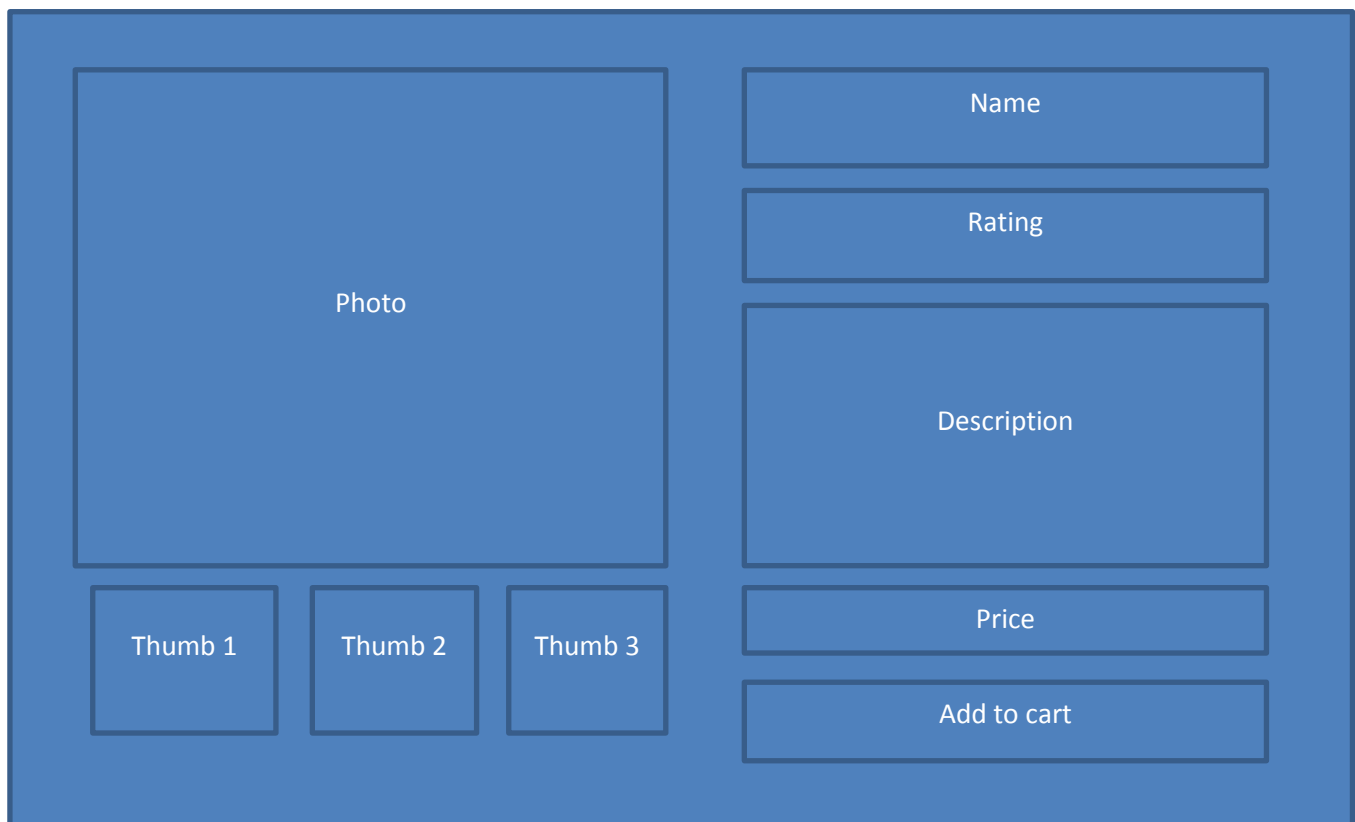 Photo
Thumb 1
Thumb 2
Thumb 3
Name
Rating
Description
Price
Add to cart